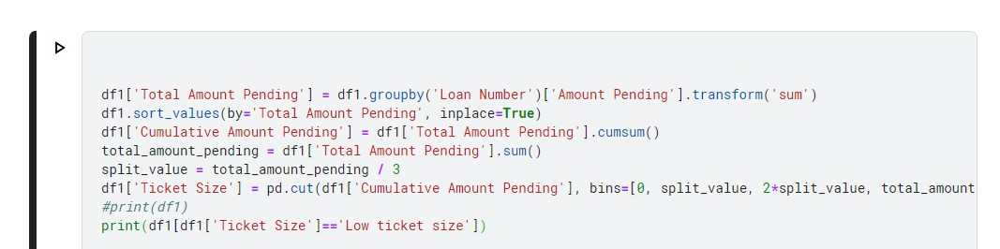 df1['Total Amount Pending'] = df1.groupby('Loan Number')['Amount Pending'].transform('sum')
df1.sort_values(by='Total Amount Pending', inplace=True)
df1['Cumulative Amount Pending'] = df1['Total Amount Pending'].cumsum()
total_amount_pending = df1['Total Amount Pending'].sum()
split_value = total_amount_pending / 3
df1['Ticket Size'] = pd.cut(df1['Cumulative Amount Pending'], bins=[0, split_value, 2*split_value, total_amount
#print(df1)
print(df1[df1['Ticket Size']=='Low ticket size'])